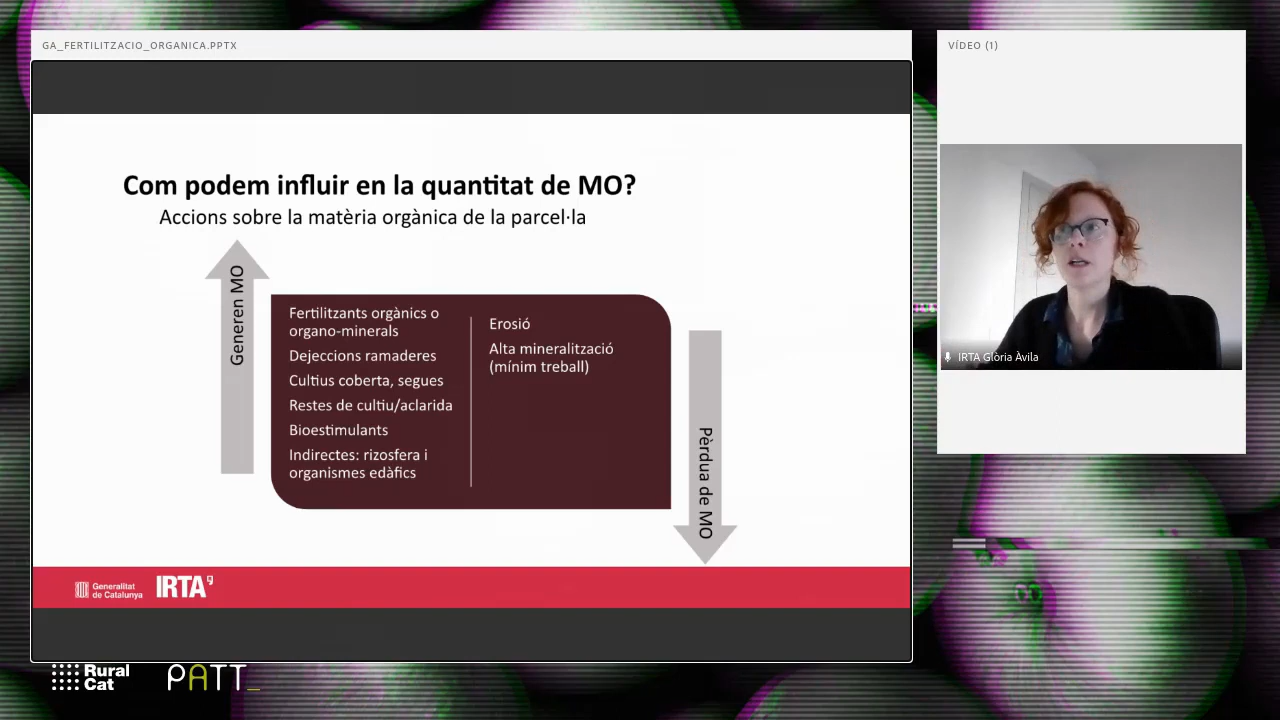 GA_FERTILITZACIO_ORGANICA.PPTX
VÍDEO (1)
Com podem influir en la quantitat de MO?
Accions sobre la matèria orgànica de la parcel·la
Generen MO
Fertilitzants orgànics o
organo-minerals
Dejeccions ramaderes
Cultius coberta, segues
Restes de cultiu/aclarida
Bioestimulants
Indirectes: rizosfera i
organismes edàfics
Erosió
Alta mineralització
(mínim treball)
Pèrdua de MO
IRTA Glòria Àvila
Generalitat
de Catalunya
IRTA
Rural
Cat
PATT_